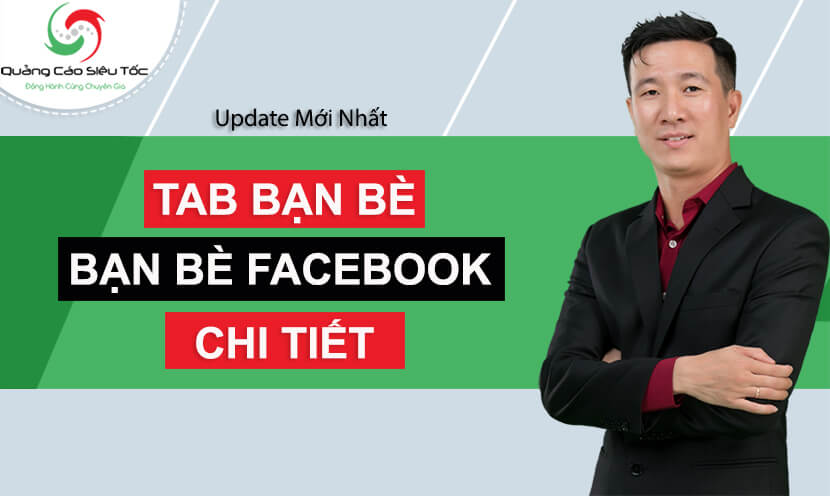 Quảng Cáo Siêu Tốc
Đồng Hành Cùng Chuyên Gia
Update Mới Nhất
TAB BẠN BÈ
BẠN BÈ FACEBOOK
CHI TIẾT